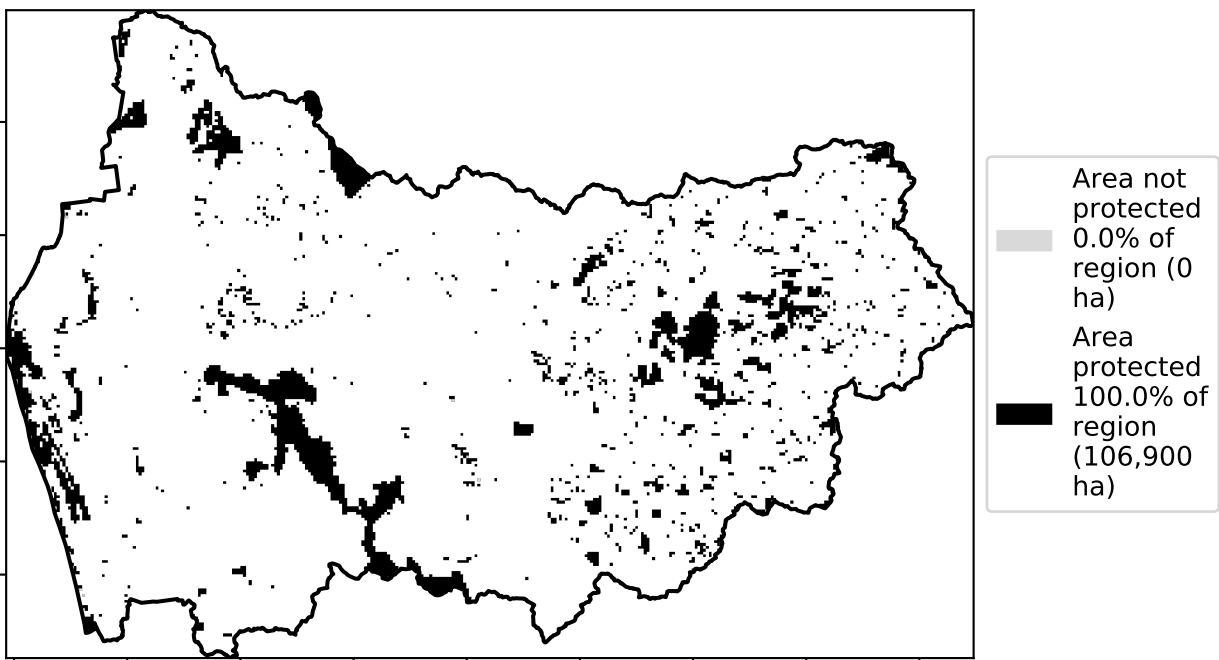 Area not
protected
0.0% of
region (0
ha)
Area
protected
100.0% of
region
(106,900
ha)